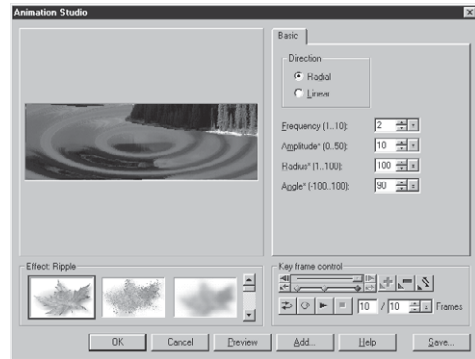 Animation Studio
Basic
Direction
Radial
Linear
Frequency (1..10): 2
Amplitude* (0..50): 10
Radius* (1..100): 100
Angle* (-100..100): 90
Effect: Ripple
Key frame control
10 / 10 Frames
OK Cancel Preview Add... Help Save...